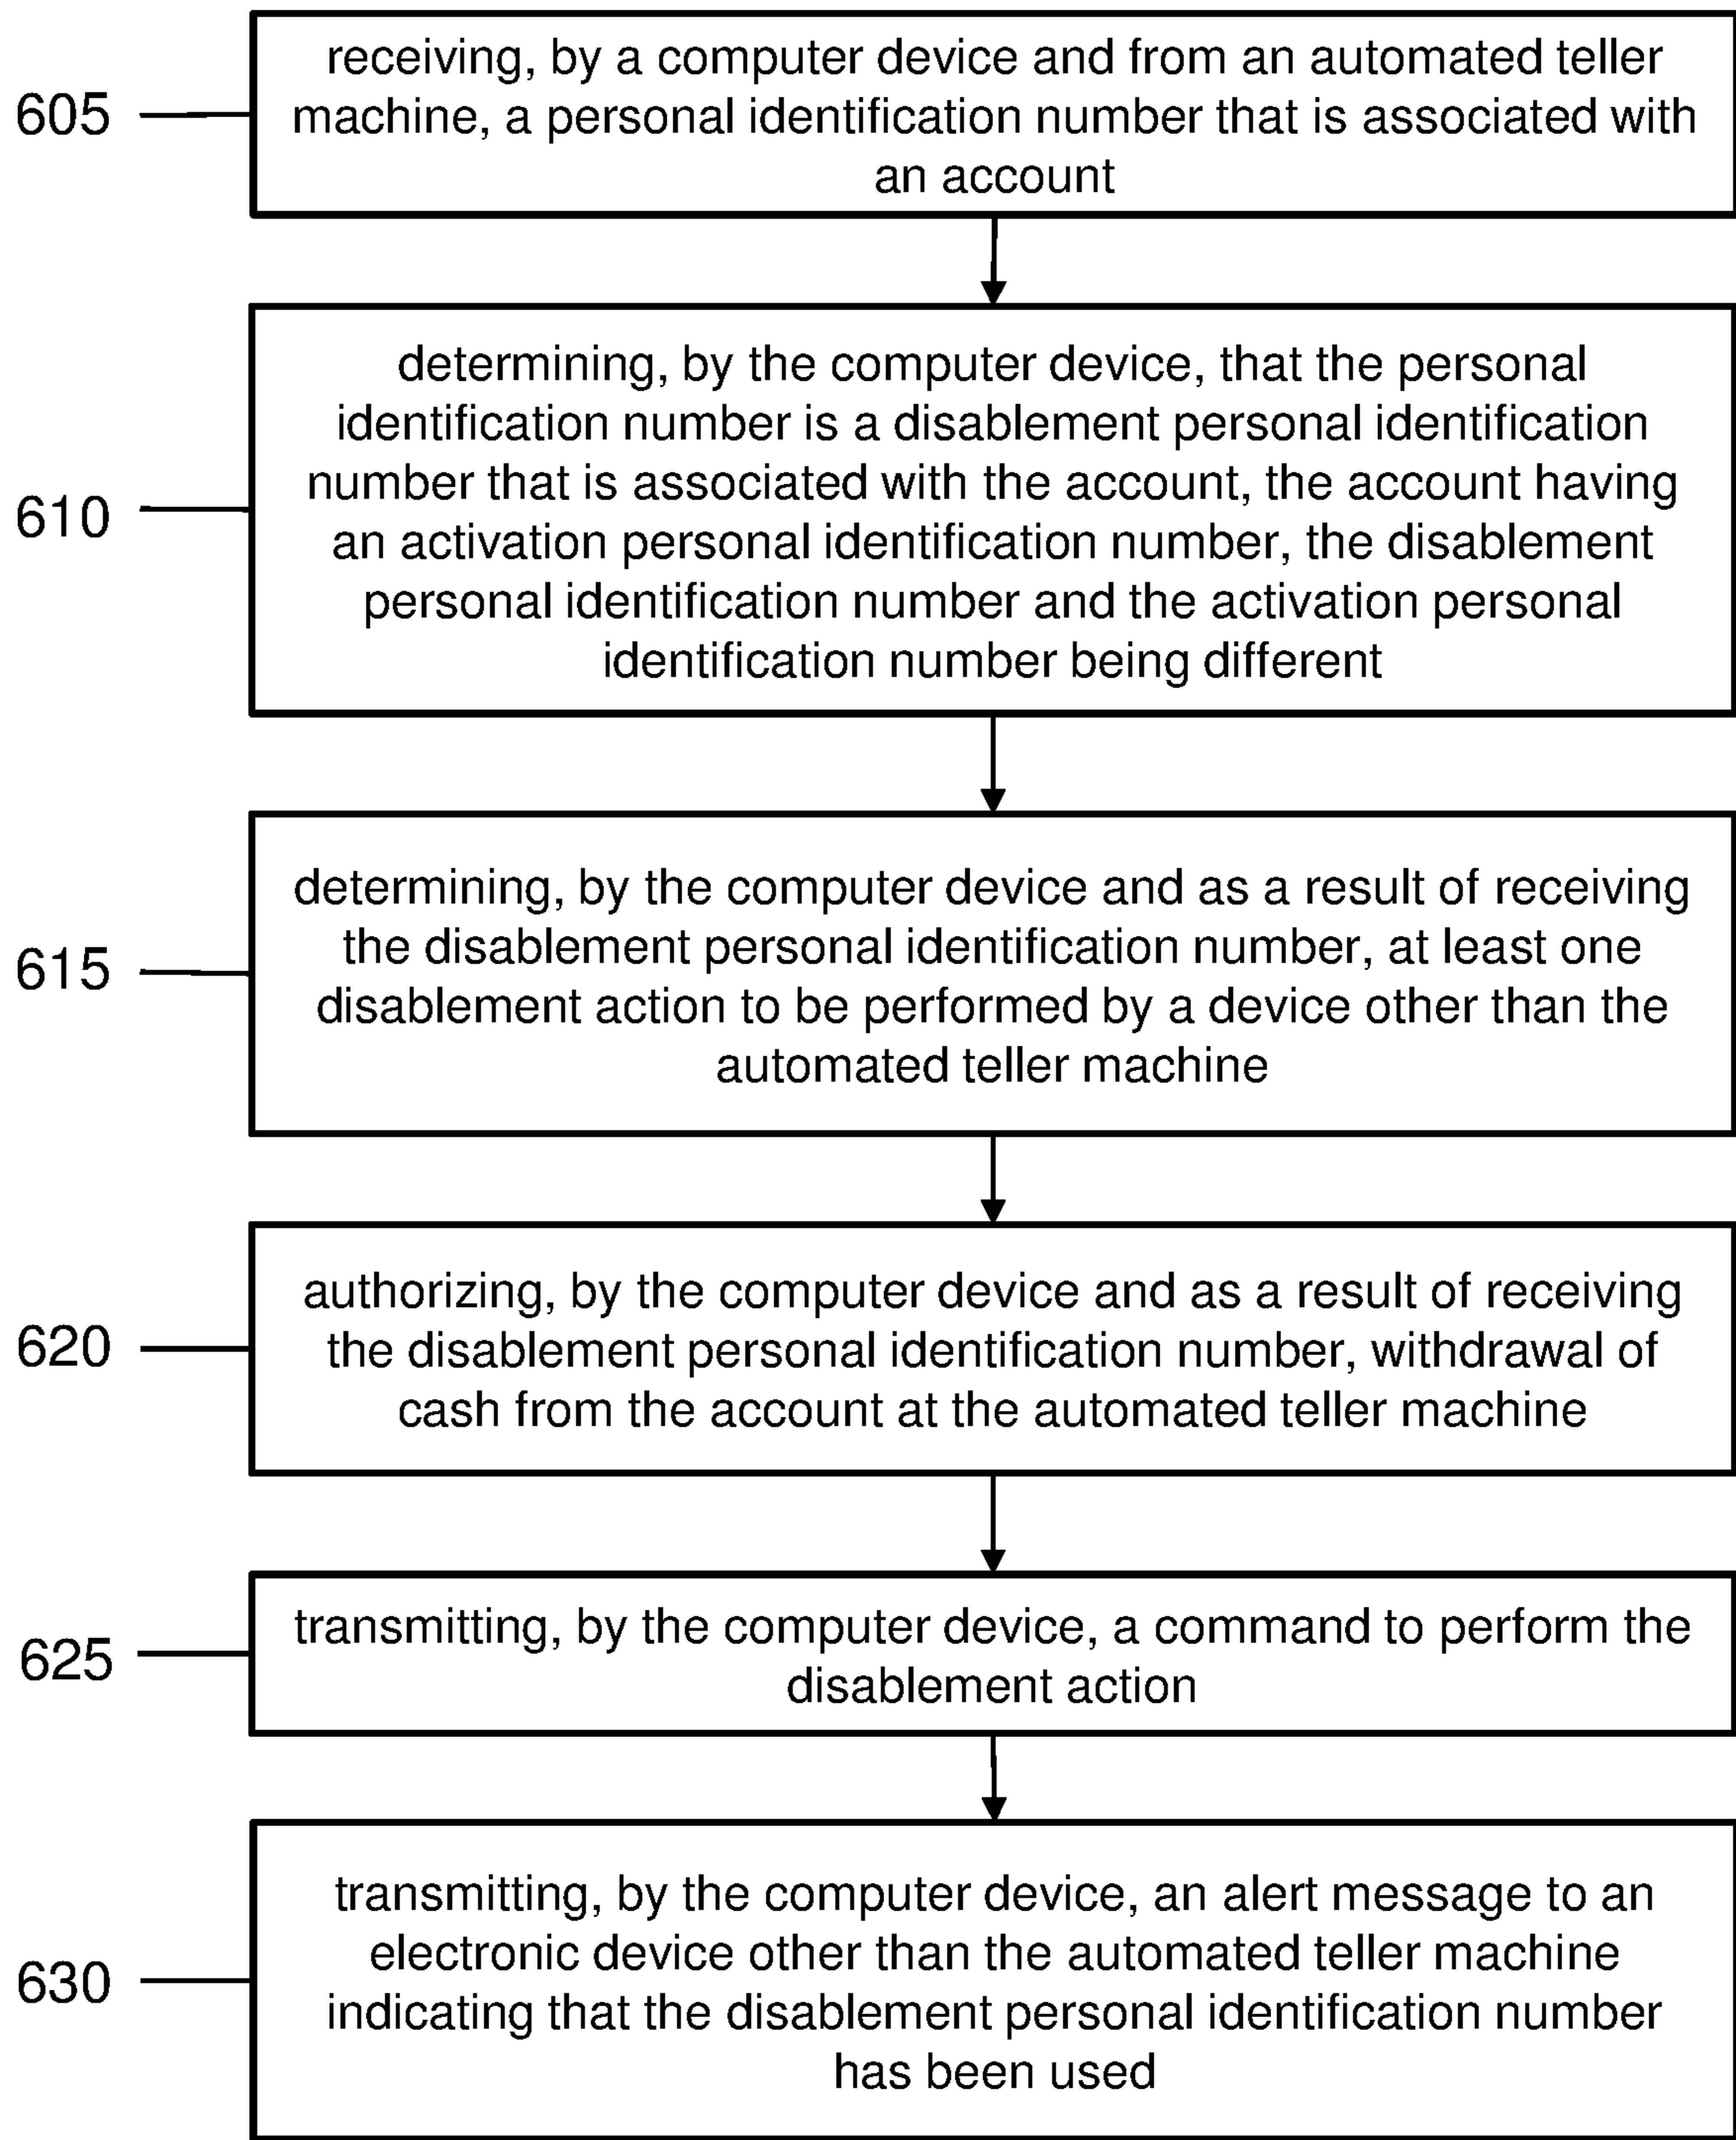 605
receiving, by a computer device and from an automated teller
machine, a personal identification number that is associated with
an account
610
determining, by the computer device, that the personal
identification number is a disablement personal identification
number that is associated with the account, the account having
an activation personal identification number, the disablement
personal identification number and the activation personal
identification number being different
615
determining, by the computer device and as a result of receiving
the disablement personal identification number, at least one
disablement action to be performed by a device other than the
automated teller machine
620
authorizing, by the computer device and as a result of receiving
the disablement personal identification number, withdrawal of
cash from the account at the automated teller machine
625
transmitting, by the computer device, a command to perform the
disablement action
630
transmitting, by the computer device, an alert message to an
electronic device other than the automated teller machine
indicating that the disablement personal identification number
has been used